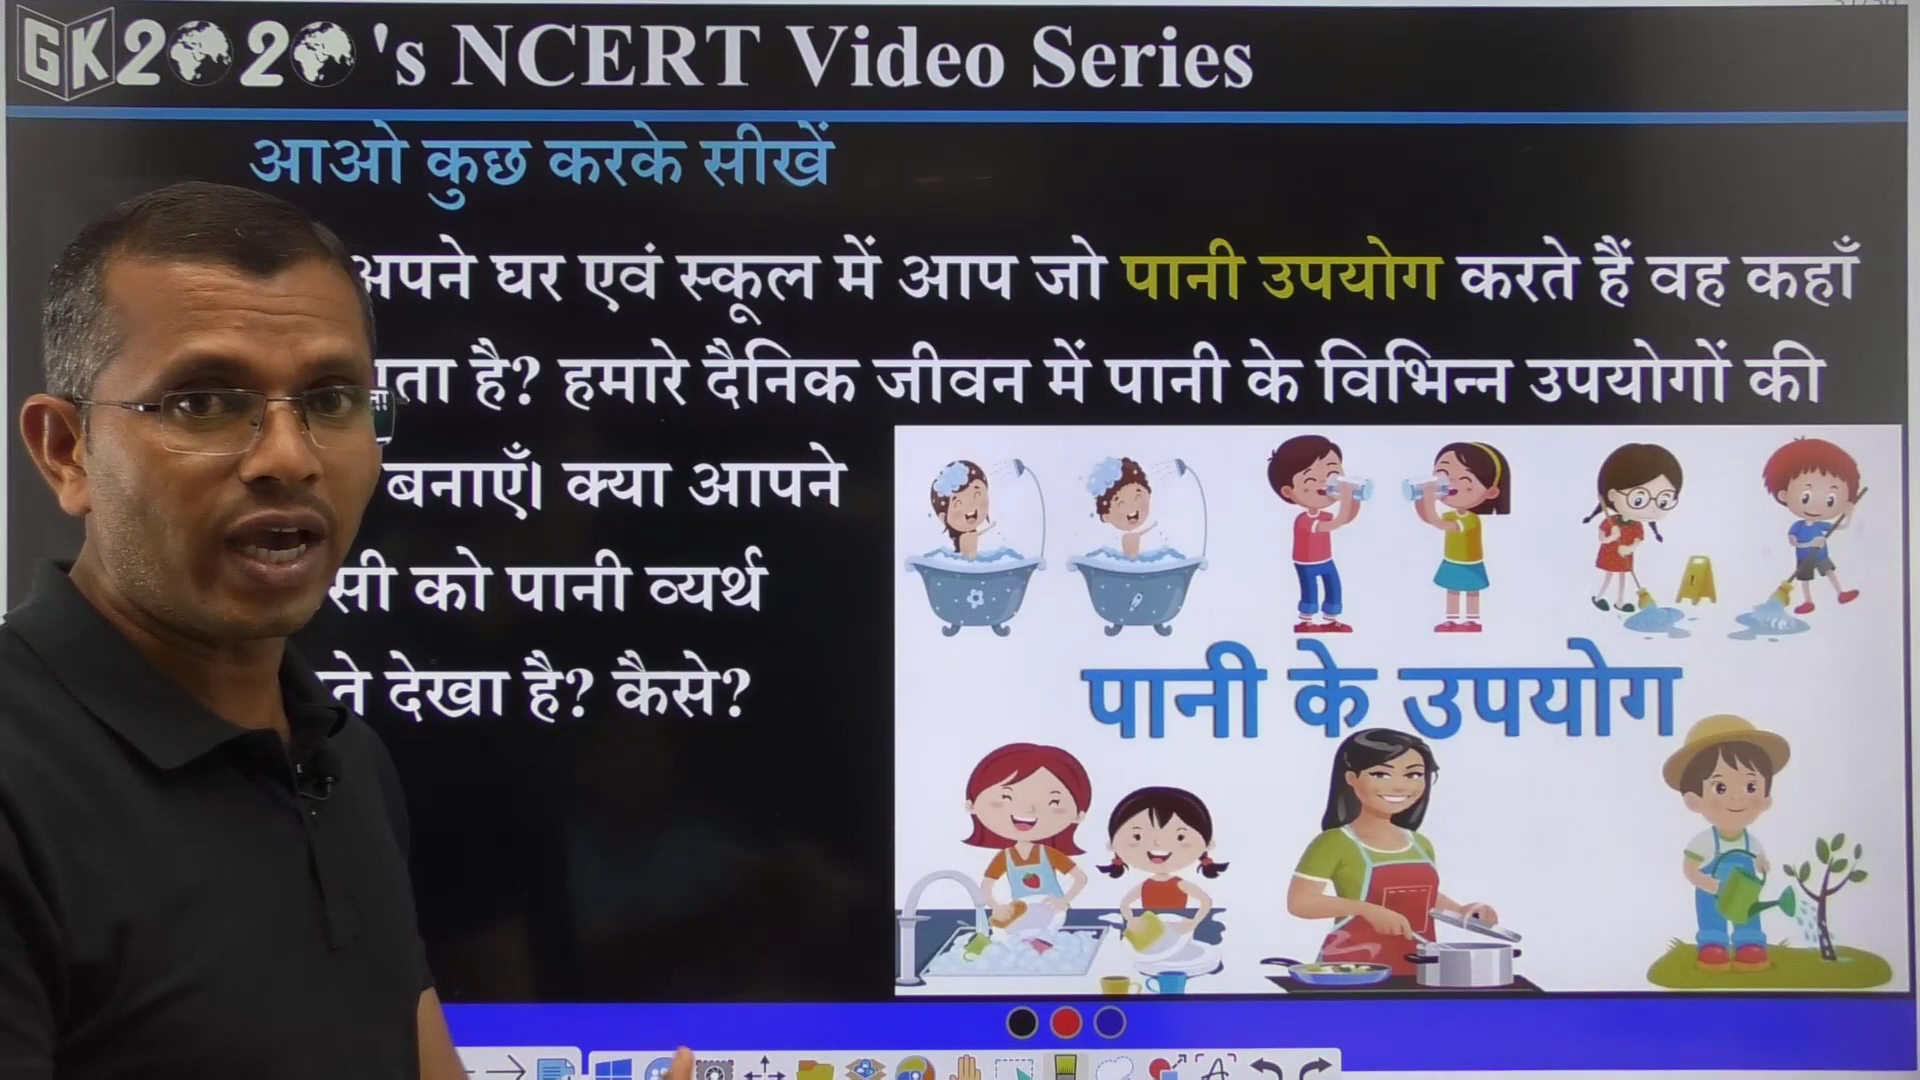 GK2020's NCERT Video Series
आओ कुछ करके सीखें
अपने घर एवं स्कूल में आप जो पानी उपयोग करते हैं वह कहाँ
है? हमारे दैनिक जीवन में पानी के विभिन्न उपयोगों की
बनाएँ। क्या आपने
को पानी व्यर्थ
देखा है? कैसे?
पानी के उपयोग